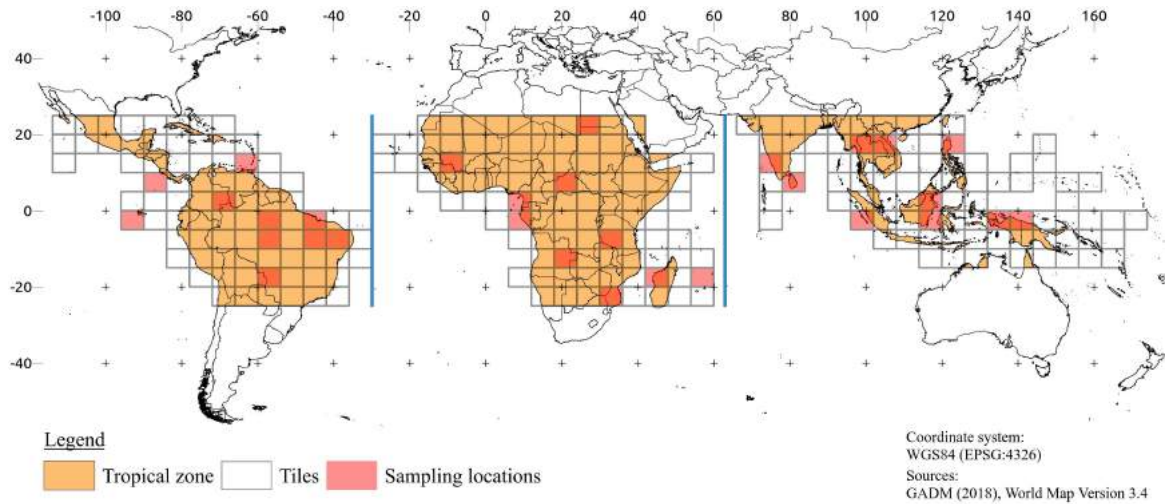 -100 -80 -60 -40 -20 0 20 40 60 80 100 120 140 160
40
20
0
-20
-40
Legend
Tropical zone Tiles Sampling locations
Coordinate system:
WGS84 (EPSG:4326)
Sources:
GADM (2018), World Map Version 3.4